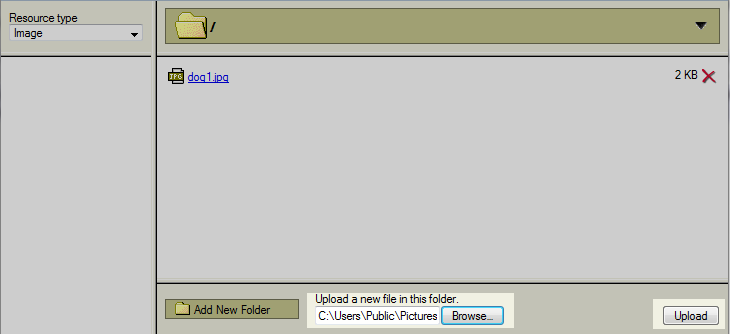 Resource type
Image
/
dog1.jpg
2 KB
Add New Folder
Upload a new file in this folder.
C:\Users\Public\Pictures
Browse...
Upload